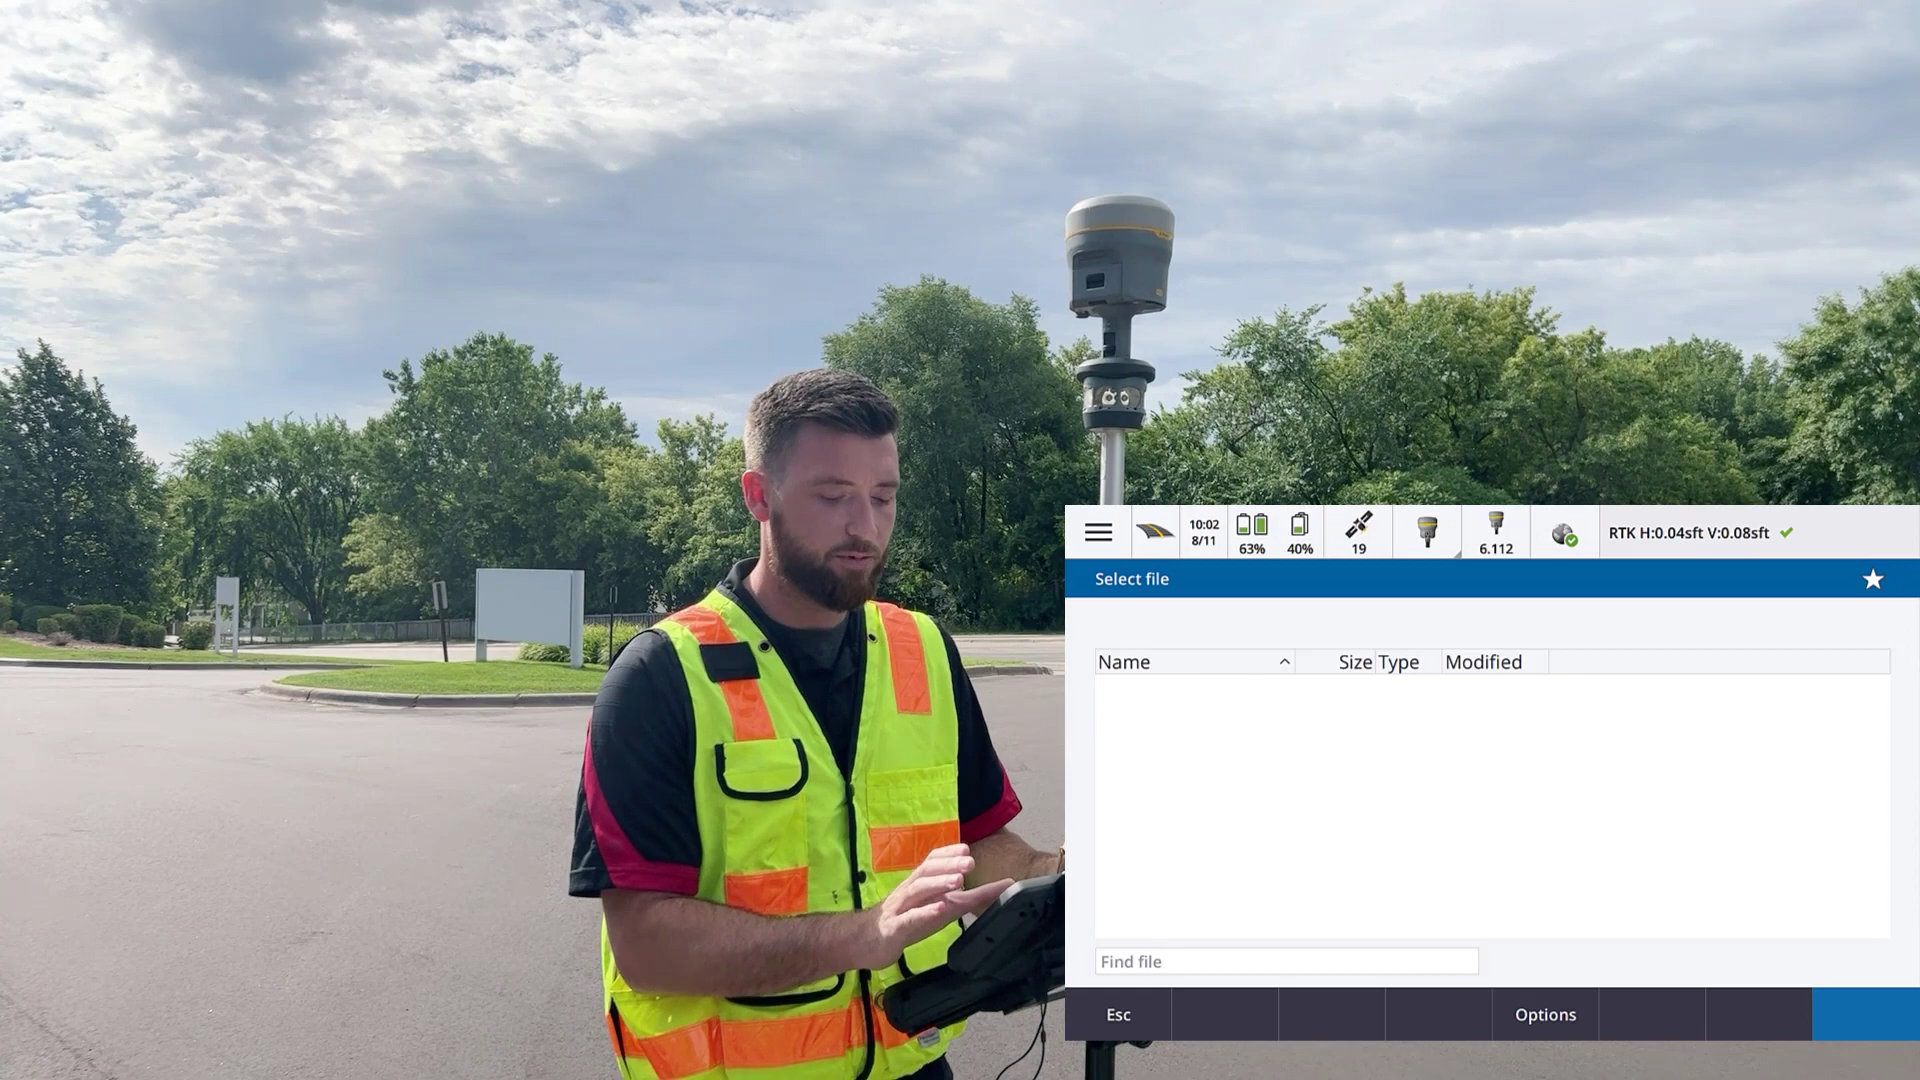 10:02
8/11
63%
40%
19
6.112
RTK H:0.04sft V:0.08sft
Select file
Name
Size
Type
Modified
Find file
Esc
Options